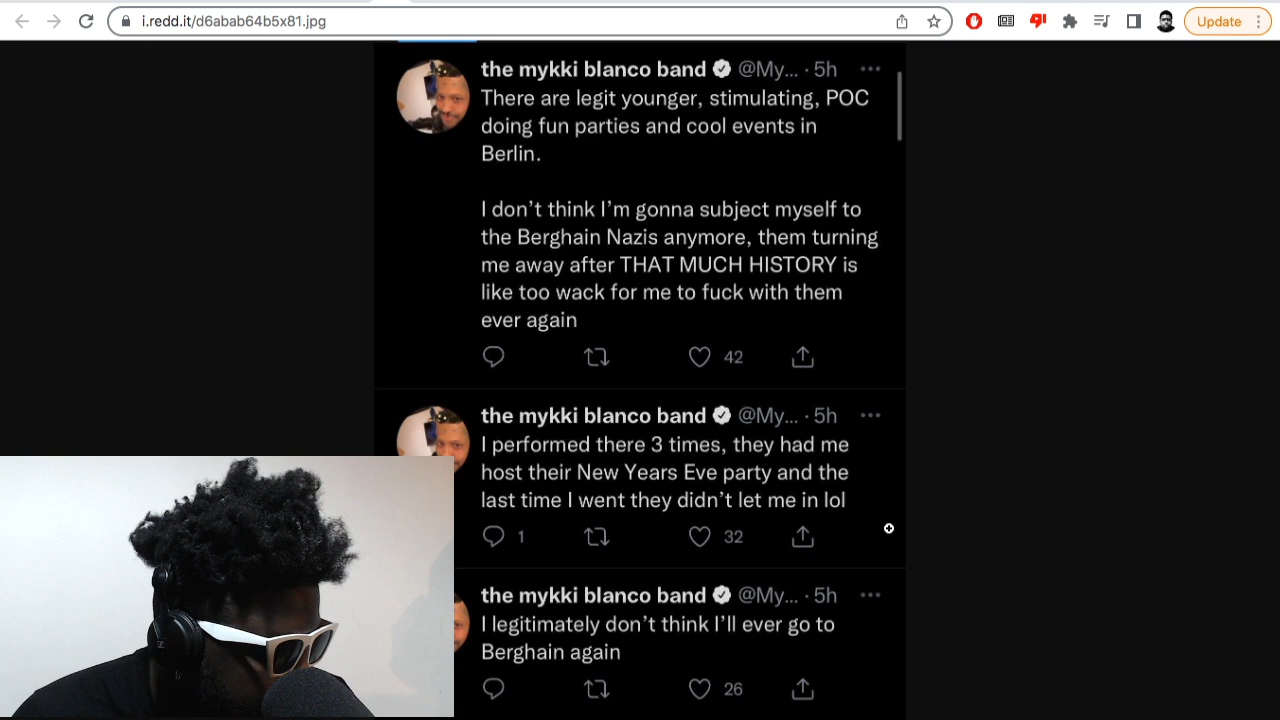 i.redd.it/d6abab64b5x81.jpg
Update
the mykki blanco band @My... · 5h
There are legit younger, stimulating, POC
doing fun parties and cool events in
Berlin.
I don't think I'm gonna subject myself to
the Berghain Nazis anymore, them turning
me away after THAT MUCH HISTORY is
like too wack for me to fuck with them
ever again
42
the mykki blanco band @My... · 5h
I performed there 3 times, they had me
host their New Years Eve party and the
last time I went they didn't let me in lol
1 32
the mykki blanco band @My... · 5h
I legitimately don't think I'll ever go to
Berghain again
26